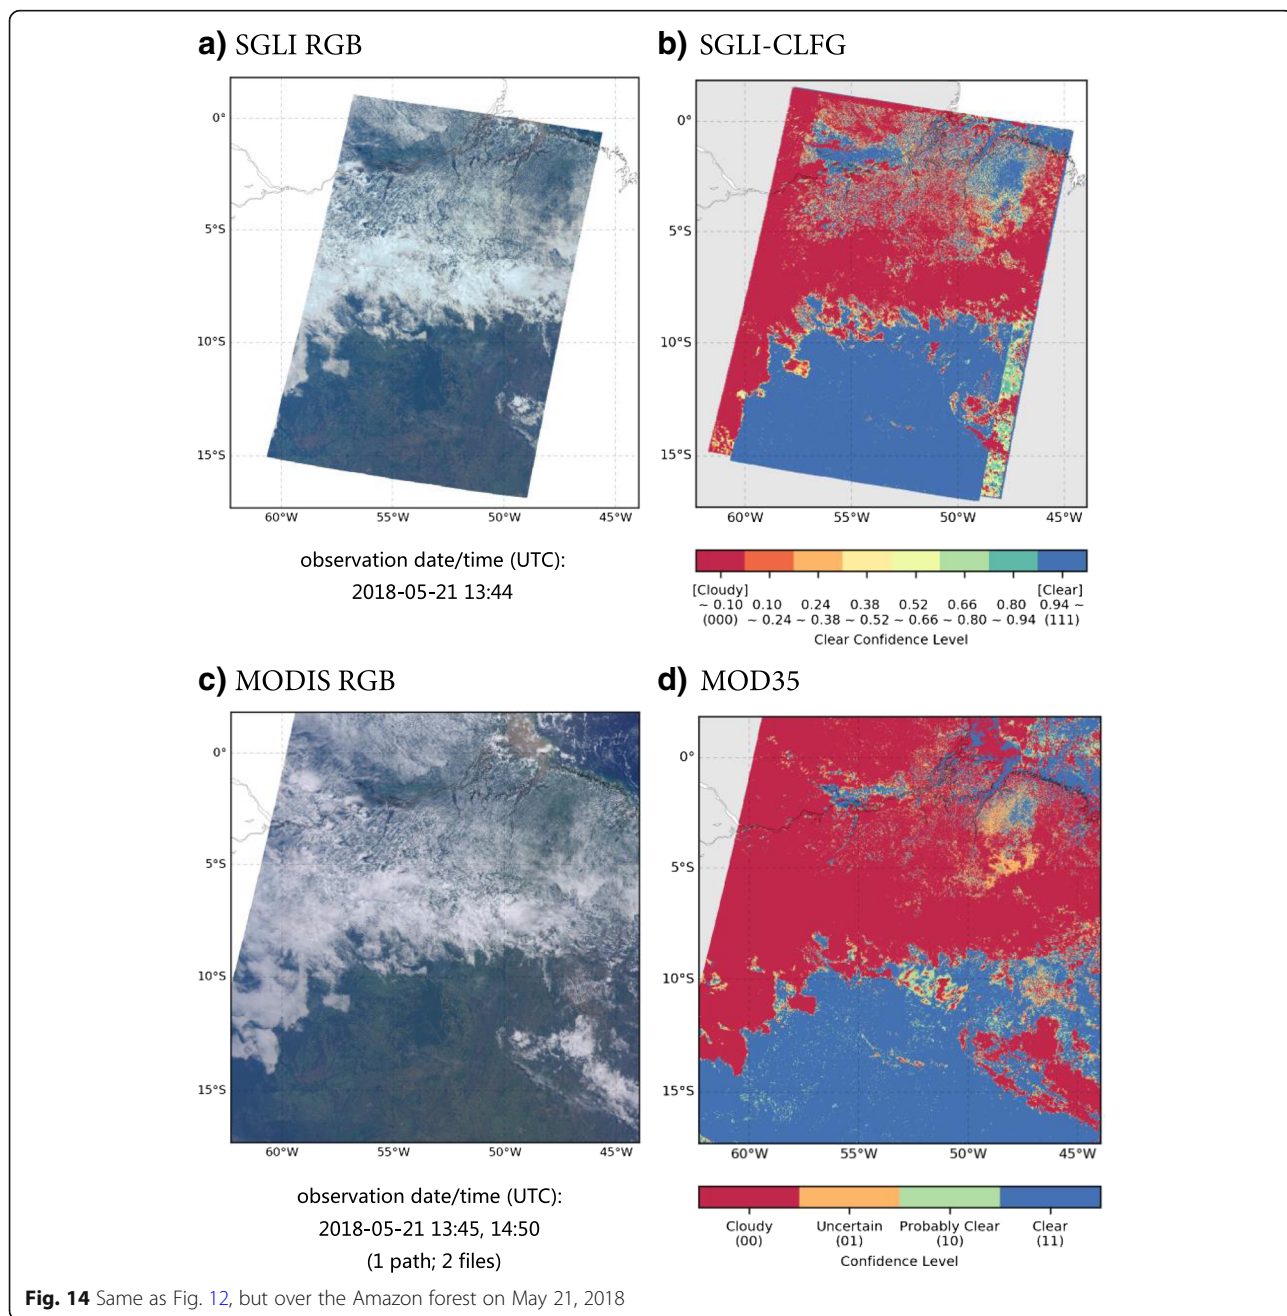 a) SGLI RGB
b) SGLI-CLFG
0°
5°S
10°S
15°S
60°W 55°W 50°W 45°W
0°
5°S
10°S
15°S
60°W 55°W 50°W 45°W
observation date/time (UTC):
2018-05-21 13:44
[Cloudy] [Clear]
~ 0.10 0.10 0.24 0.38 0.52 0.66 0.80 0.94 ~
(000) ~ 0.24 ~ 0.38 ~ 0.52 ~ 0.66 ~ 0.80 ~ 0.94 (111)
Clear Confidence Level
c) MODIS RGB
d) MOD35
0°
5°S
10°S
15°S
60°W 55°W 50°W 45°W
0°
5°S
10°S
15°S
60°W 55°W 50°W 45°W
observation date/time (UTC):
2018-05-21 13:45, 14:50
(1 path; 2 files)
Cloudy Uncertain Probably Clear Clear
(00) (01) (10) (11)
Confidence Level
Fig. 14 Same as Fig. 12, but over the Amazon forest on May 21, 2018